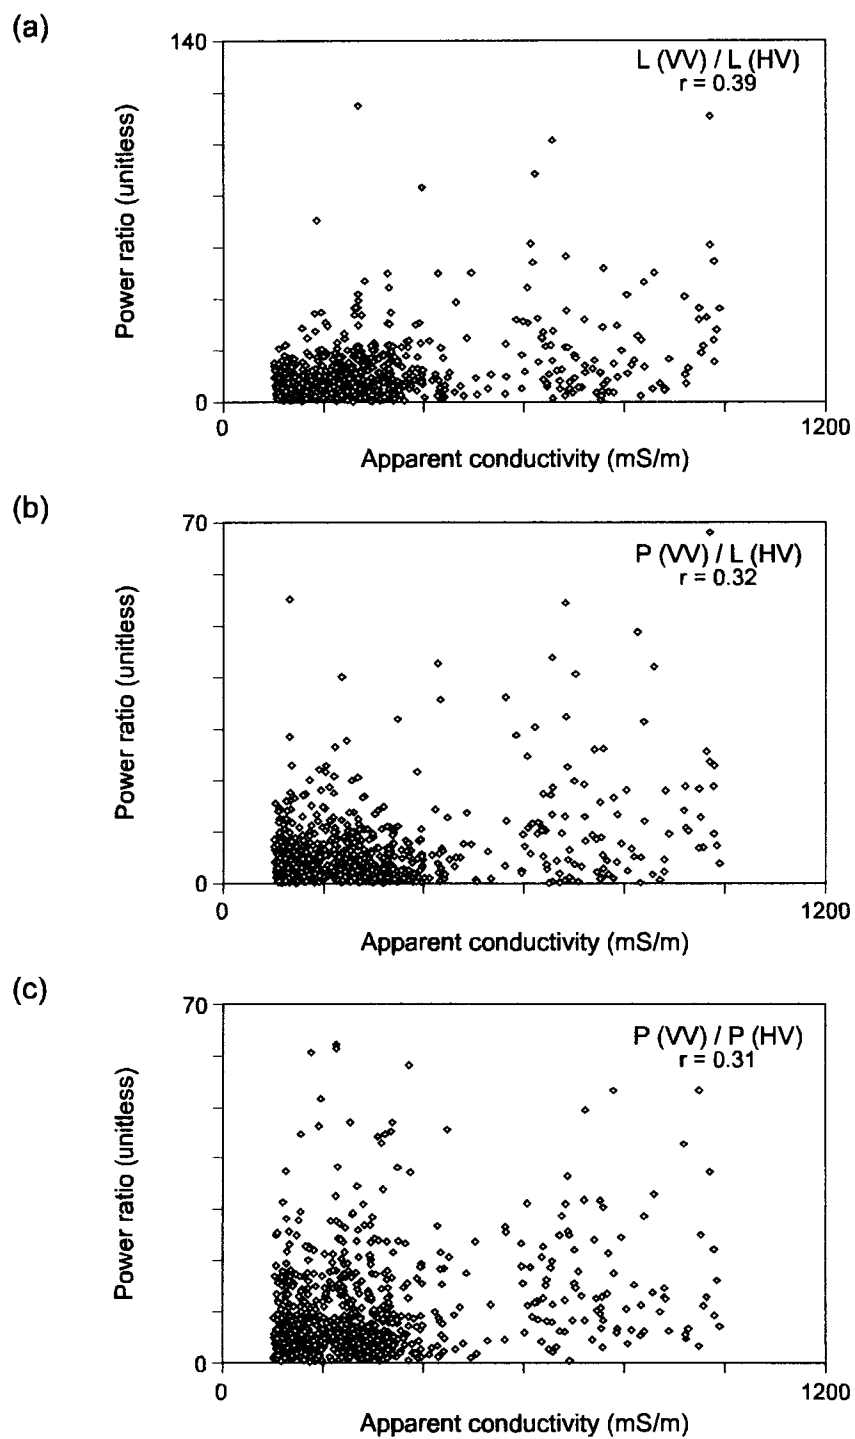 (a)
140
L (VV) / L (HV)
r = 0.39
Power ratio (unitless)
0
0
1200
Apparent conductivity (mS/m)
(b)
70
P (VV) / L (HV)
r = 0.32
Power ratio (unitless)
0
0
1200
Apparent conductivity (mS/m)
(c)
70
P (VV) / P (HV)
r = 0.31
Power ratio (unitless)
0
0
1200
Apparent conductivity (mS/m)